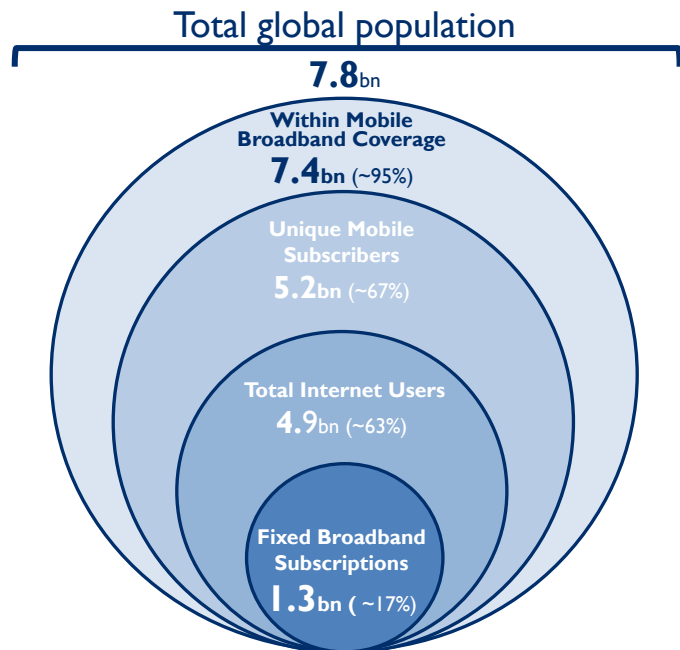 Total global population
7.8bn
Within Mobile
Broadband Coverage
7.4bn (~95%)
Unique Mobile
Subscribers
5.2bn (~67%)
Total Internet Users
4.9bn (~63%)
Fixed Broadband
Subscriptions
1.3bn ( ~17%)